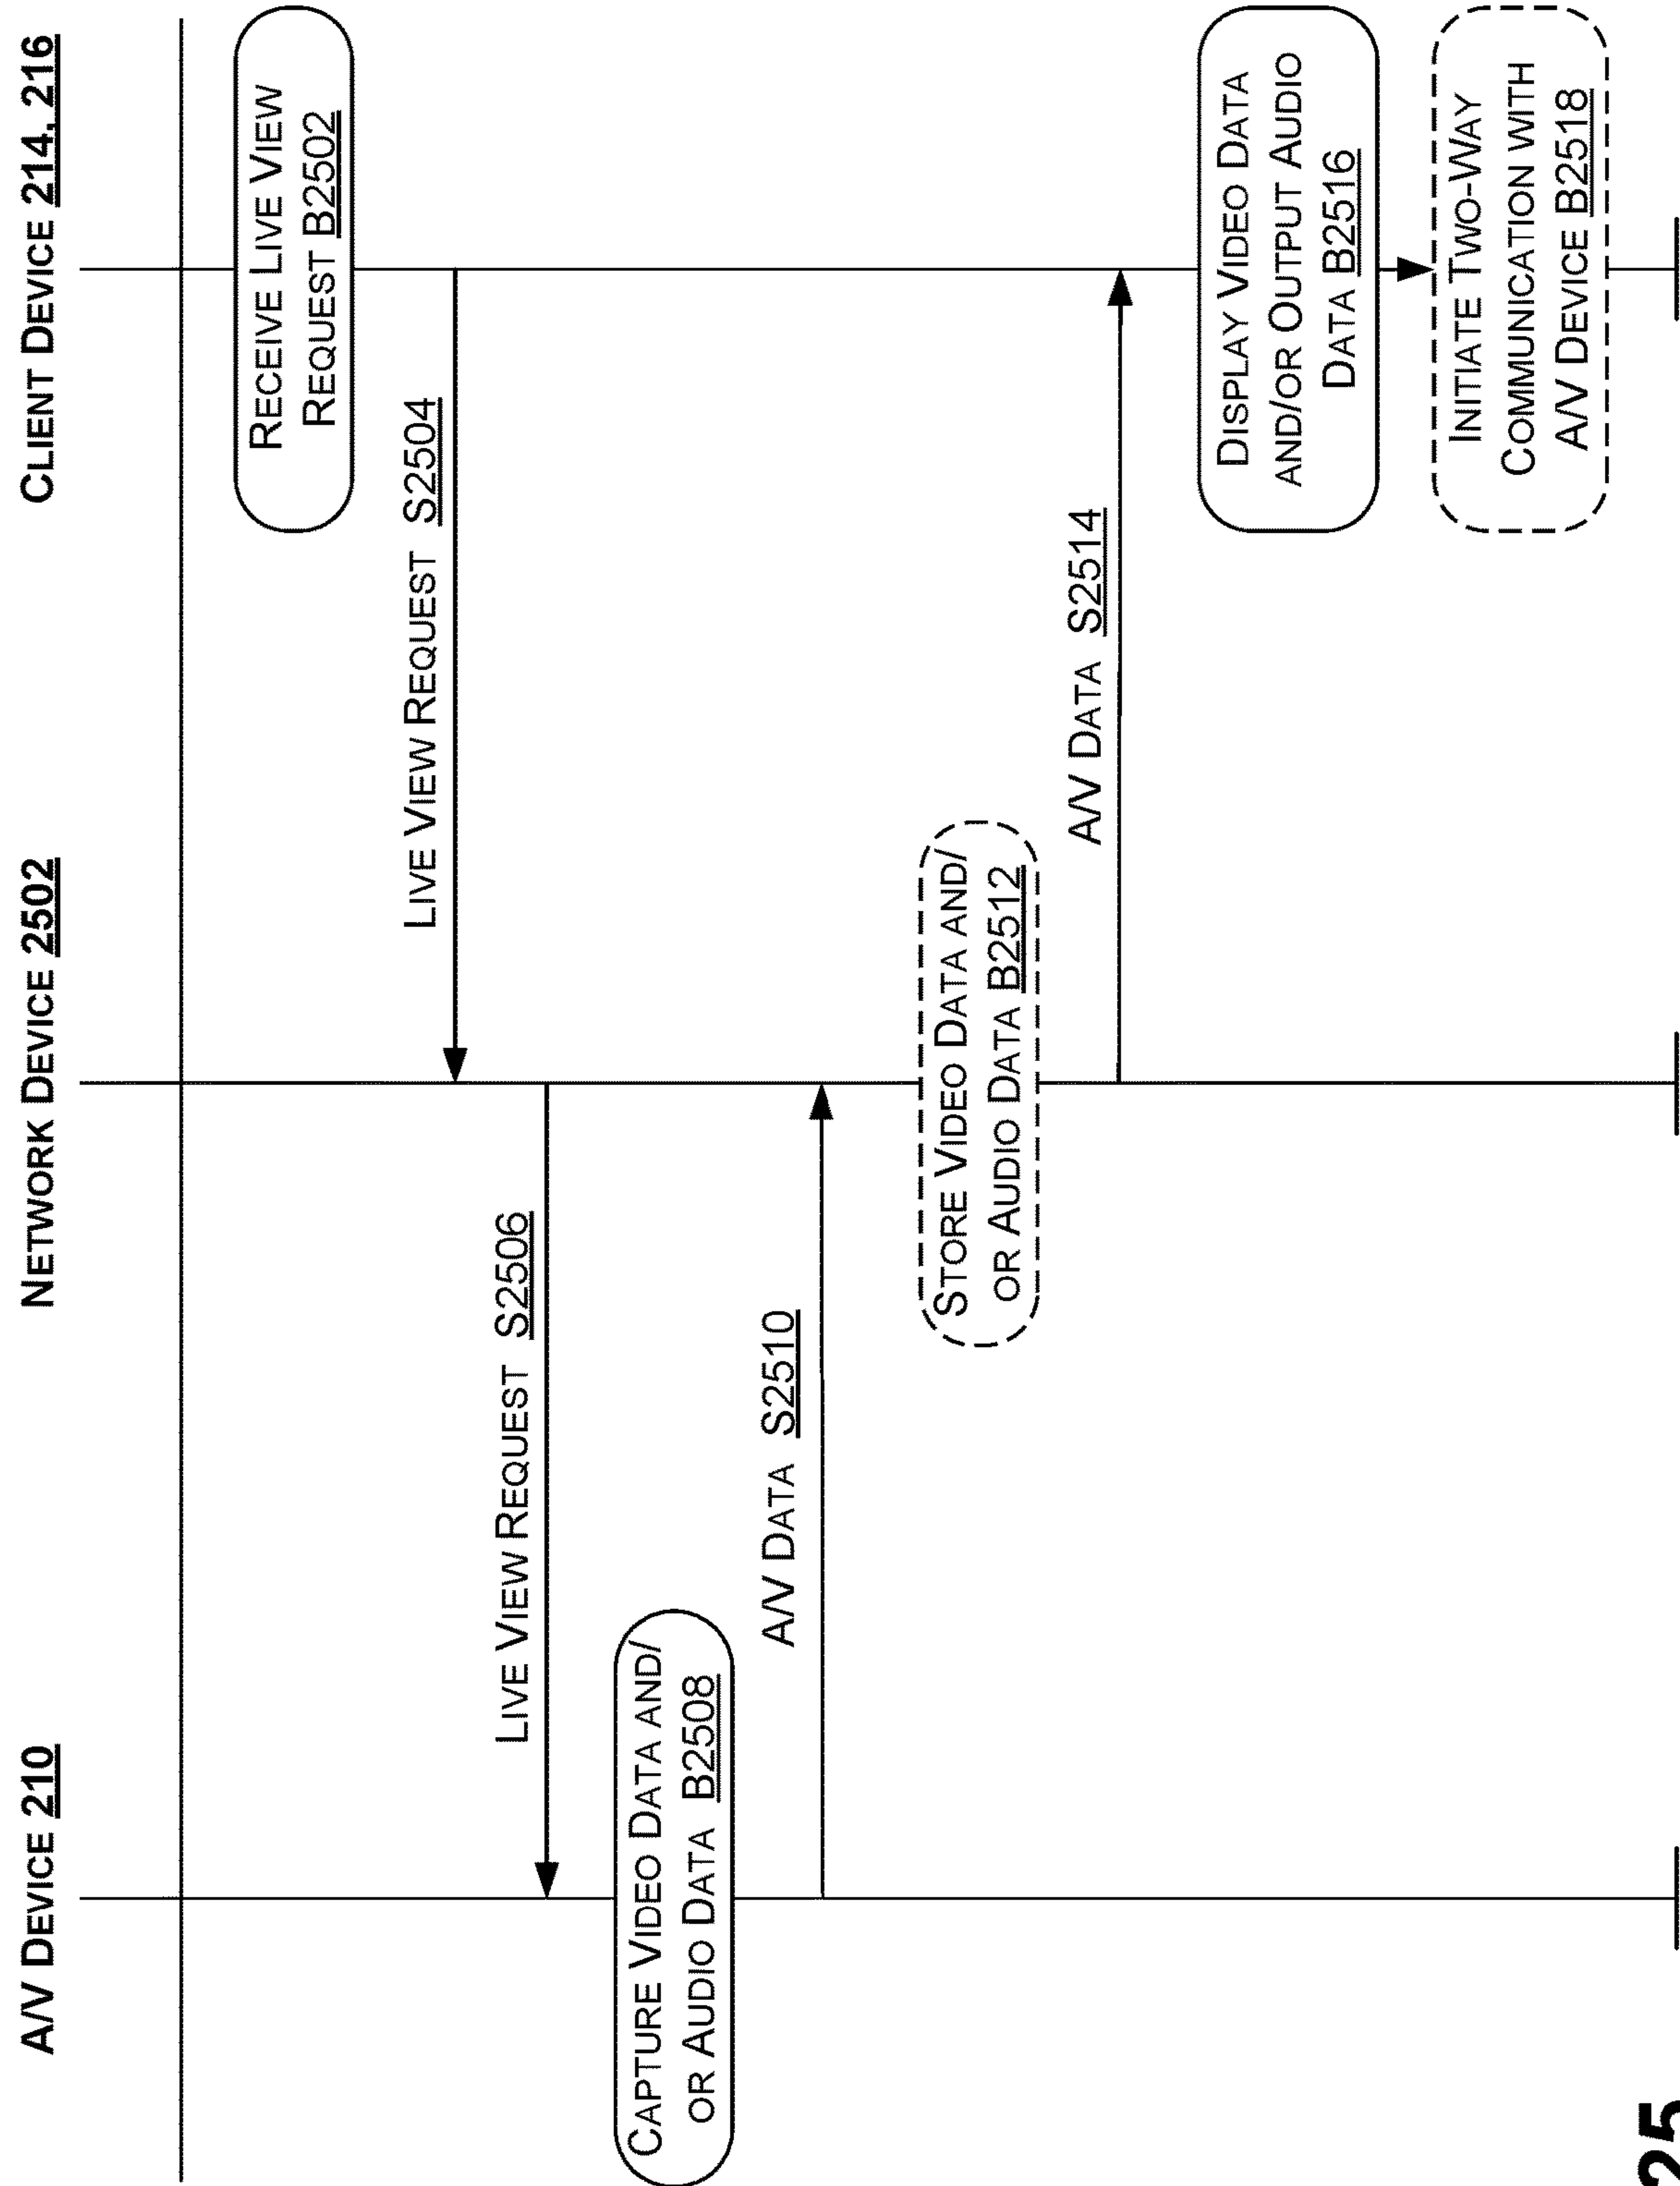 A/V DEVICE 210
NETWORK DEVICE 2502
CLIENT DEVICE 214, 216
RECEIVE LIVE VIEW
REQUEST B2502
LIVE VIEW REQUEST S2504
LIVE VIEW REQUEST S2506
CAPTURE VIDEO DATA AND/
OR AUDIO DATA B2508
A/V DATA S2510
STORE VIDEO DATA AND/
OR AUDIO DATA B2512
A/V DATA S2514
DISPLAY VIDEO DATA
AND/OR OUTPUT AUDIO
DATA B2516
INITIATE TWO-WAY
COMMUNICATION WITH
A/V DEVICE B2518
25